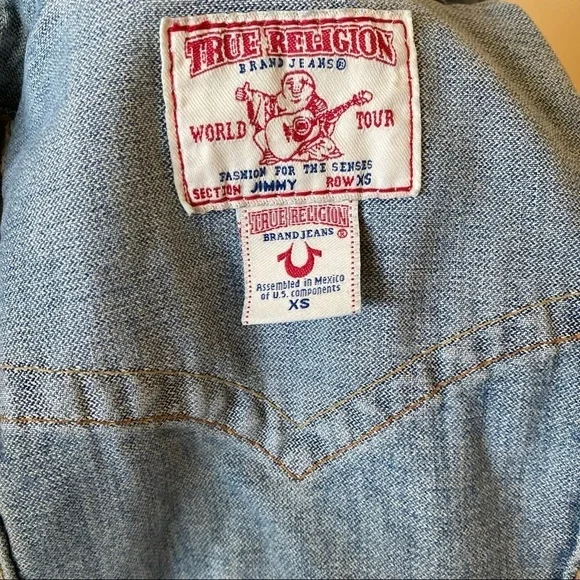 TRUE RELIGION
BRAND JEANS®
WORLD TOUR
FASHION FOR THE SENSES
SECTION JIMMY ROW XS
TRUE RELIGION
BRAND JEANS ®
Assembled in Mexico
of U.S. components
XS